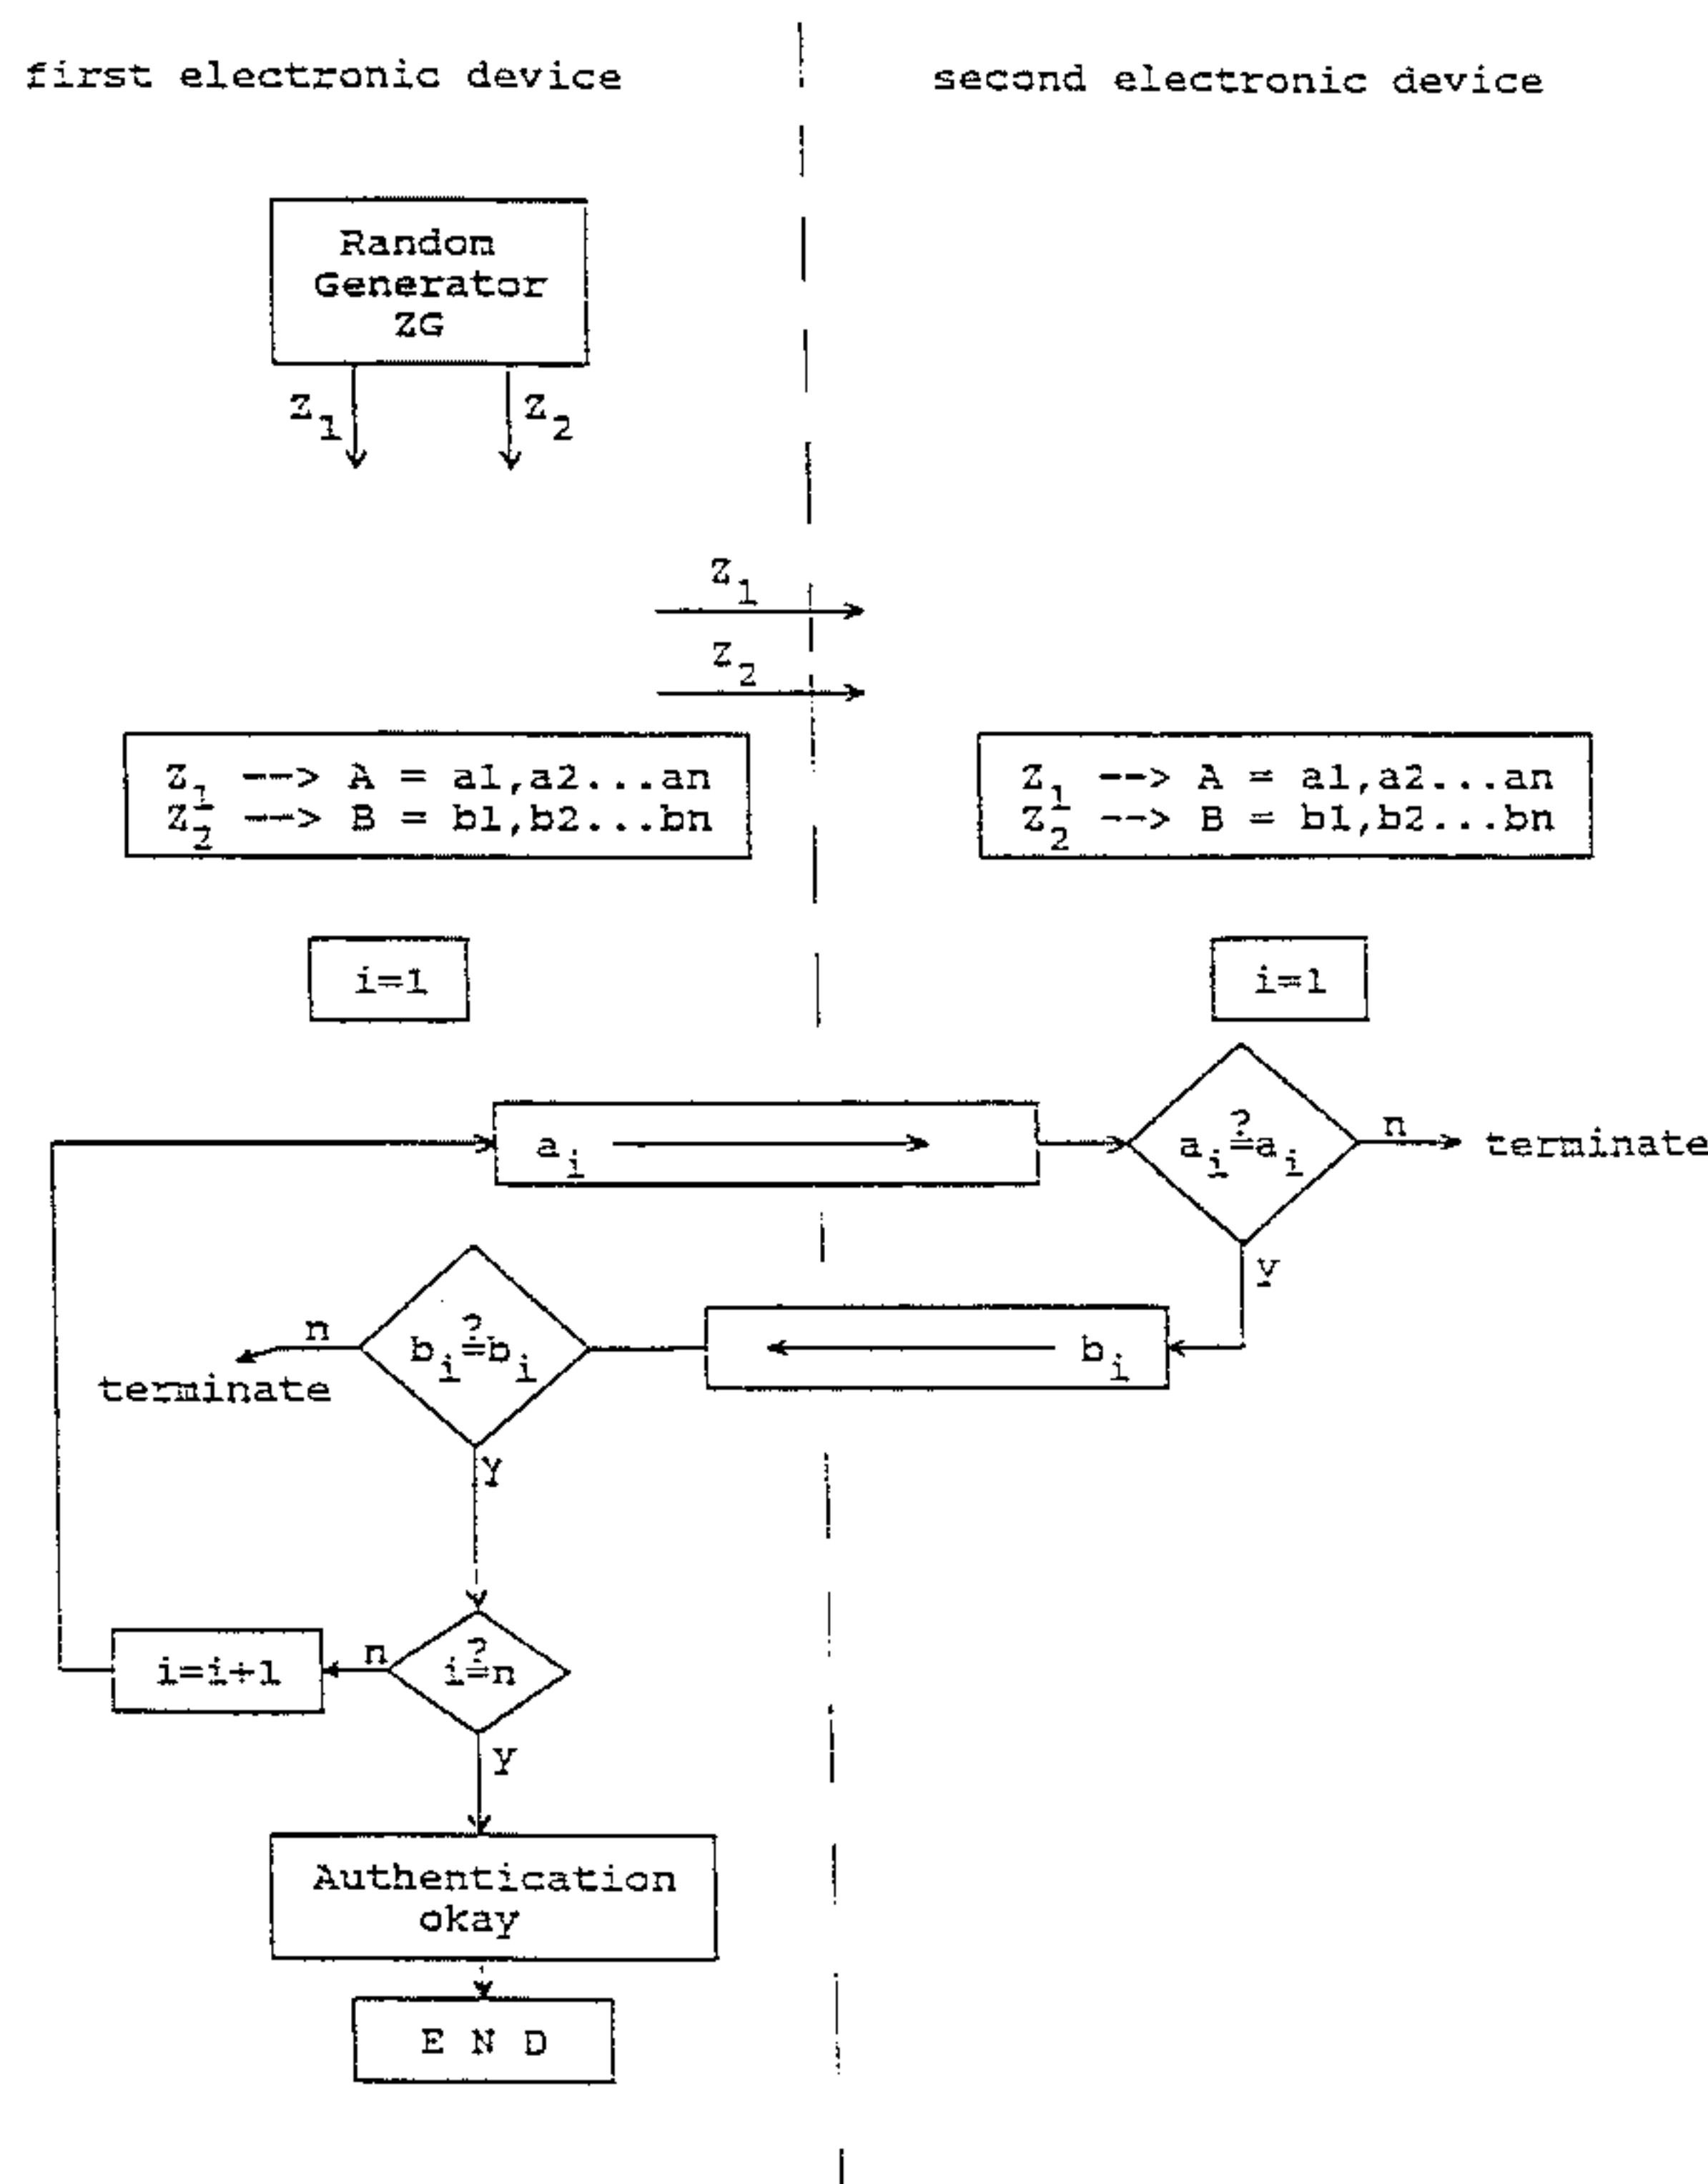 first electronic device
second electronic device
Random
Generator
ZG
Z1
Z2
Z1
Z2
Z1 --> A = a1,a2...an
Z2 --> B = b1,b2...bn
Z1 --> A = a1,a2...an
Z2 --> B = b1,b2...bn
i=1
i=1
ai
ai ?= ai
n
terminate
y
bi
bi ?= bi
n
terminate
y
i ?= n
n
i=i+1
y
Authentication
okay
E N D